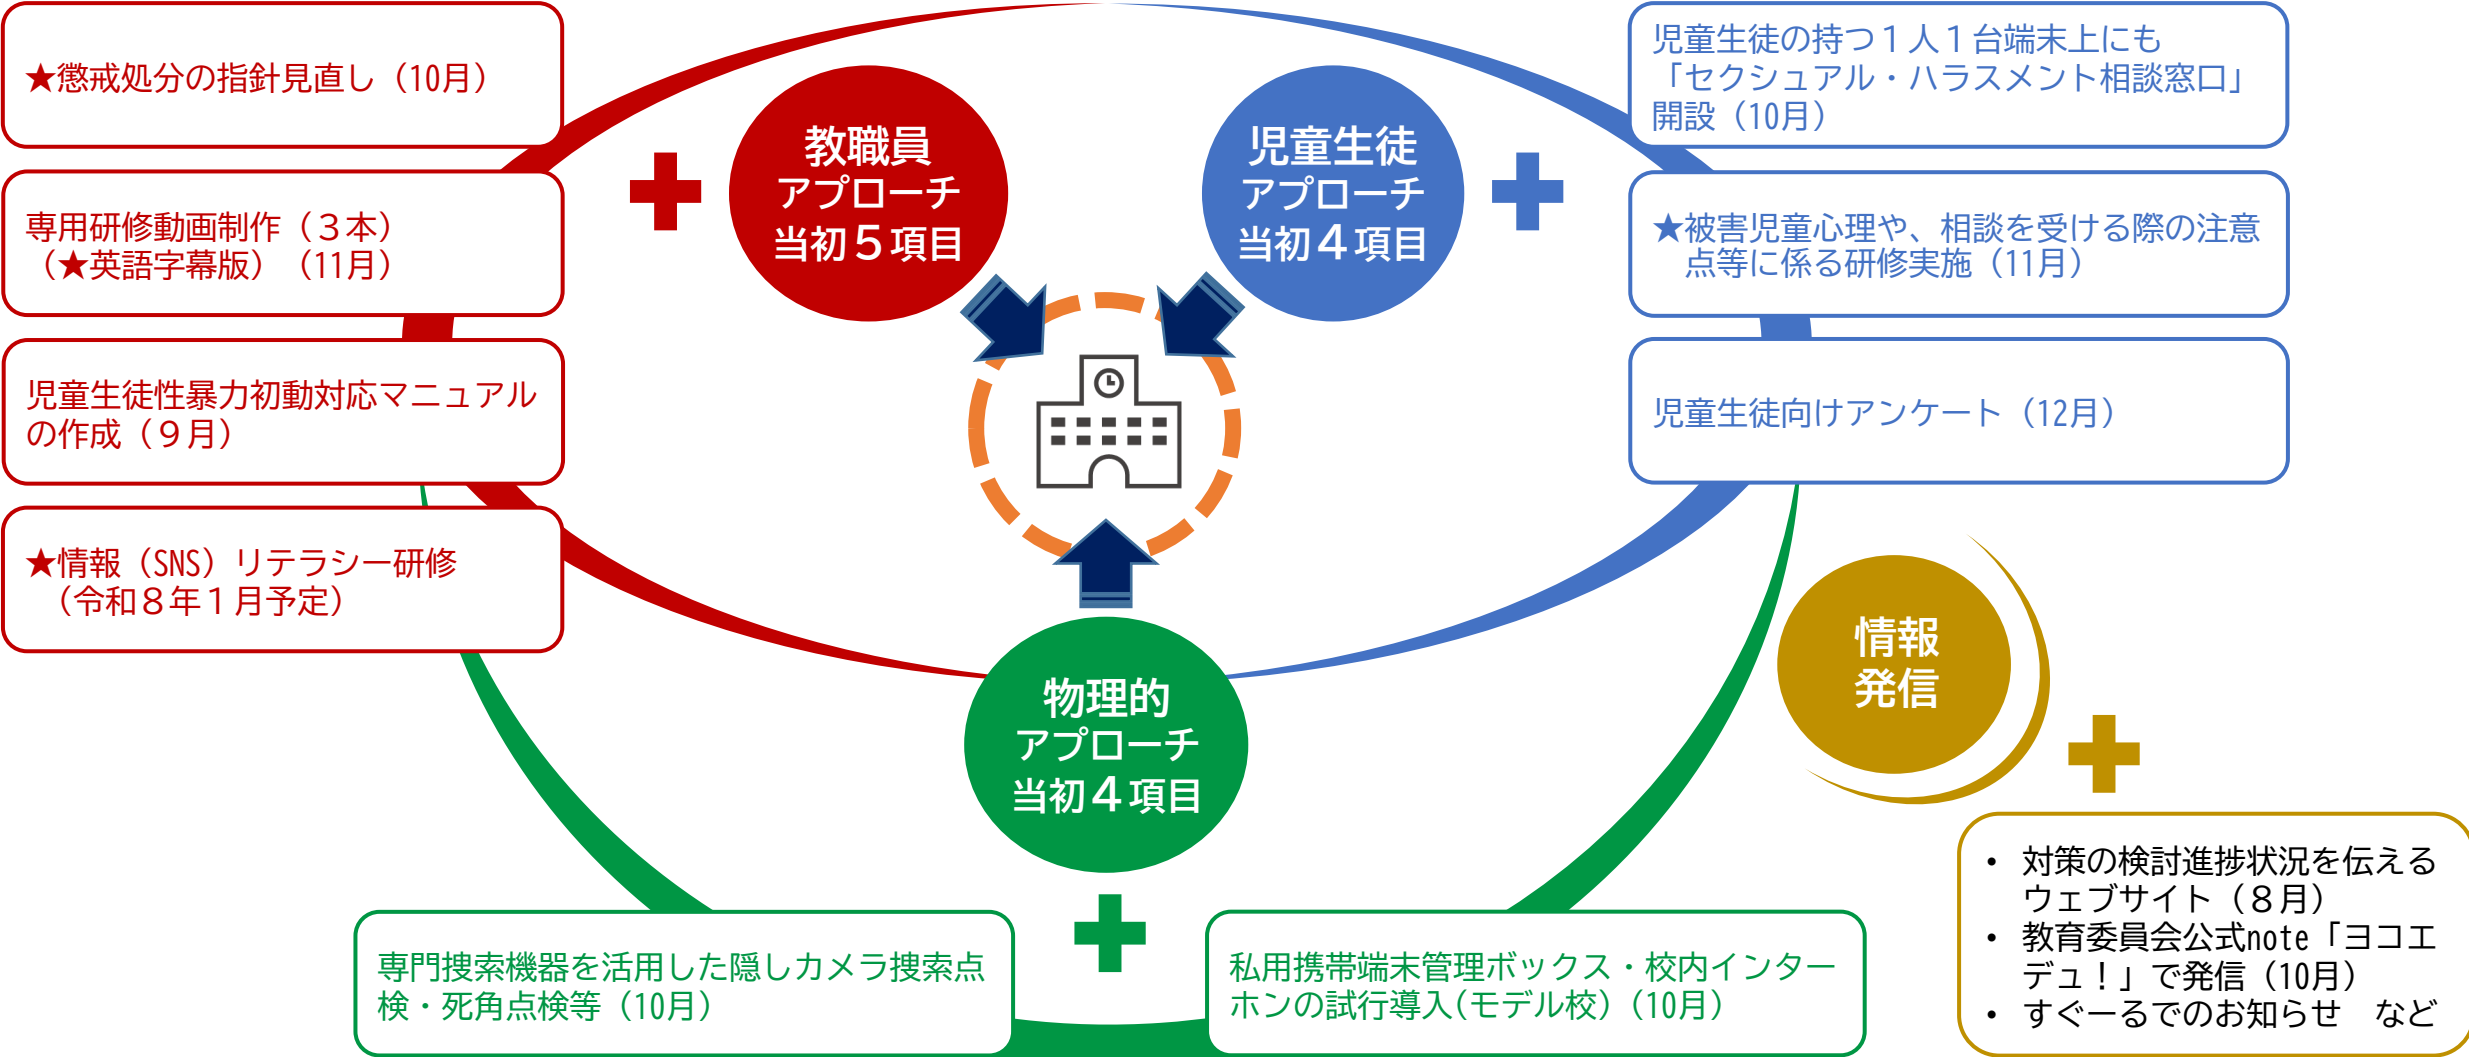 ★懲戒処分の指針見直し（10月）
専用研修動画制作（３本）
（★英語字幕版）（11月）
児童生徒性暴力初動対応マニュアル
の作成（９月）
★情報（SNS）リテラシー研修
（令和８年１月予定）
教職員
アプローチ
当初５項目
児童生徒
アプローチ
当初４項目
児童生徒の持つ１人１台端末上にも
「セクシュアル・ハラスメント相談窓口」
開設（10月）
★被害児童心理や、相談を受ける際の注意
点等に係る研修実施（11月）
児童生徒向けアンケート（12月）
物理的
アプローチ
当初４項目
専門捜索機器を活用した隠しカメラ捜索点
検・死角点検等（10月）
私用携帯端末管理ボックス・校内インター
ホンの試行導入(モデル校)（10月）
情報
発信
• 対策の検討進捗状況を伝える
ウェブサイト（８月）
• 教育委員会公式note「ヨコエ
デュ！」で発信（10月）
• すぐーるでのお知らせ　など